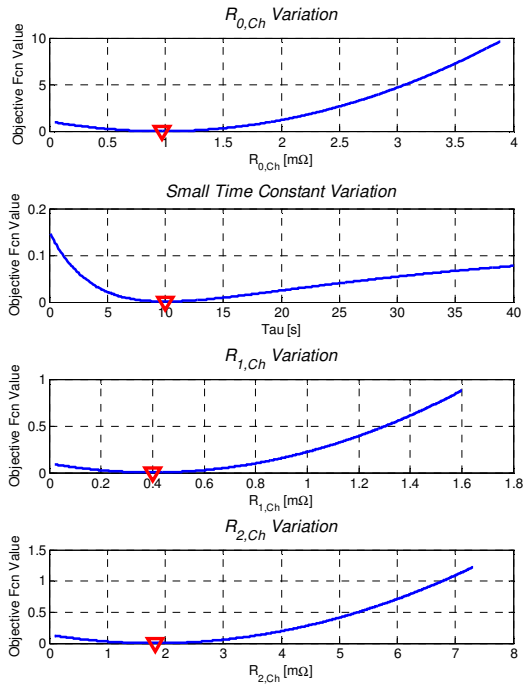 R0,Ch Variation
Objective Fcn Value
10
5
0
0 0.5 1 1.5 2 2.5 3 3.5 4
R0,Ch [mΩ]
Small Time Constant Variation
Objective Fcn Value
0.2
0.1
0
0 5 10 15 20 25 30 35 40
Tau [s]
R1,Ch Variation
Objective Fcn Value
1
0.5
0
0 0.2 0.4 0.6 0.8 1 1.2 1.4 1.6 1.8
R1,Ch [mΩ]
R2,Ch Variation
Objective Fcn Value
1.5
1
0.5
0
0 1 2 3 4 5 6 7 8
R2,Ch [mΩ]